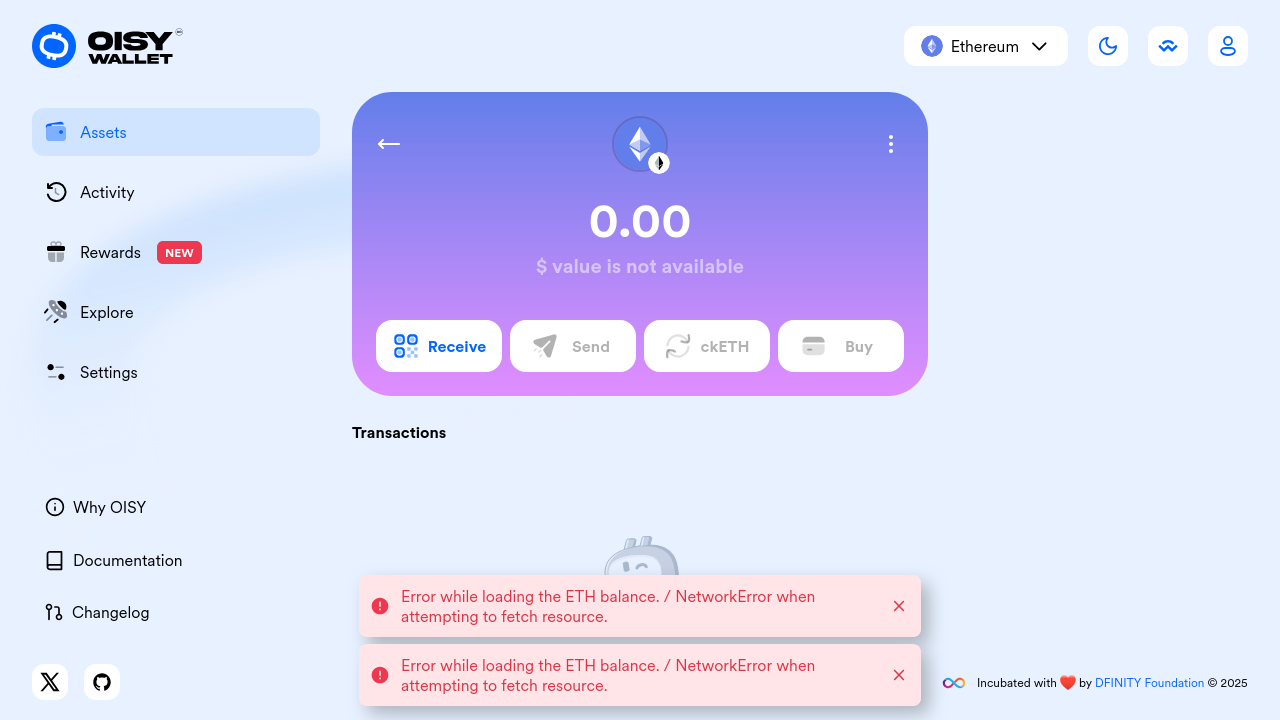 OISY
WALLET
Ethereum
Assets
Activity
Rewards NEW
Explore
Settings
0.00
$ value is not available
Receive
Send
ckETH
Buy
Transactions
Why OISY
Documentation
Changelog
Error while loading the ETH balance. / NetworkError when
attempting to fetch resource.
Error while loading the ETH balance. / NetworkError when
attempting to fetch resource.
Incubated with ❤️ by DFINITY Foundation © 2025